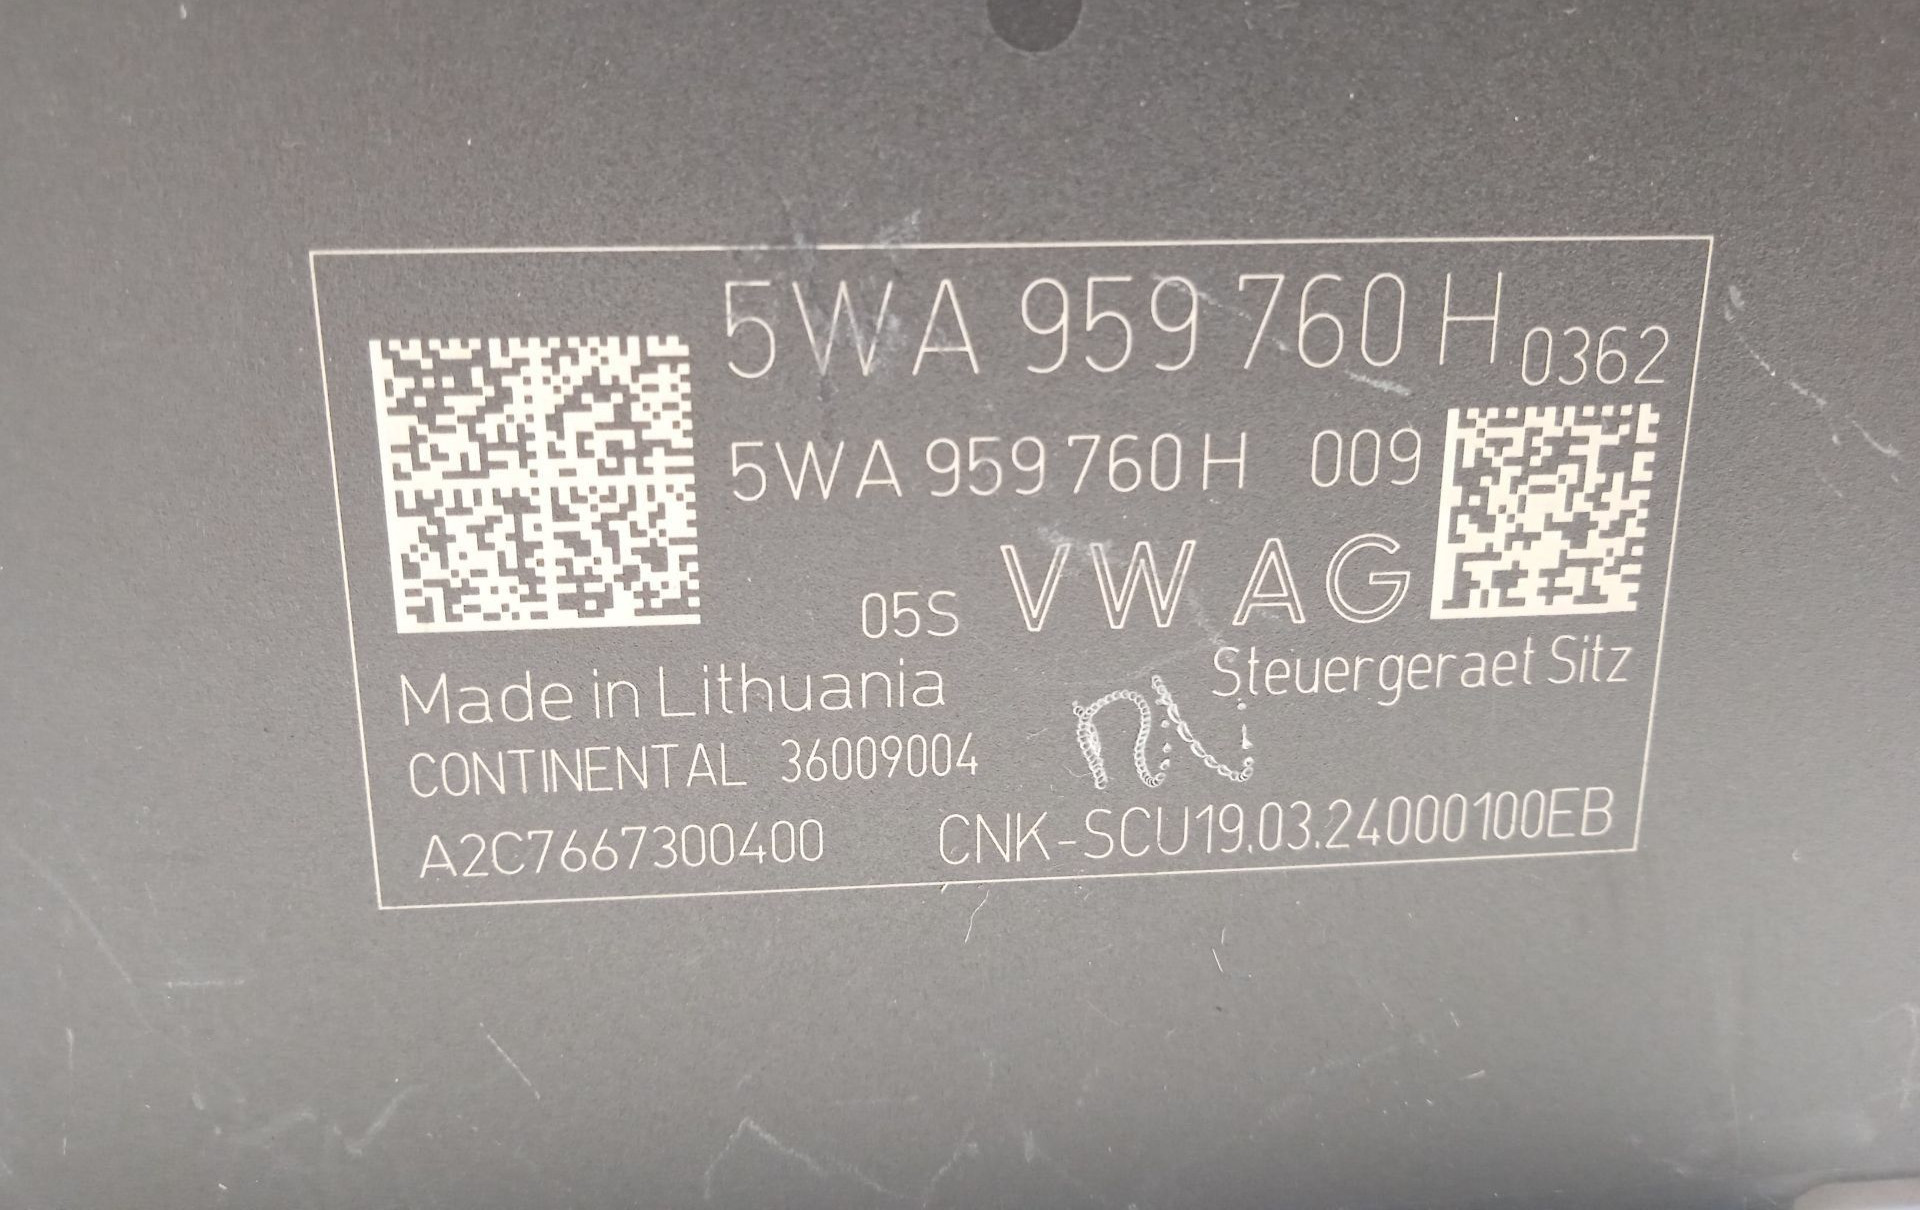 5WA 959 760 H 0362
5WA 959 760 H 009
05S VW AG
Steuergeraet Sitz
Made in Lithuania
CONTINENTAL 36009004
A2C7667300400 CNK-SCU19.03.24000100EB